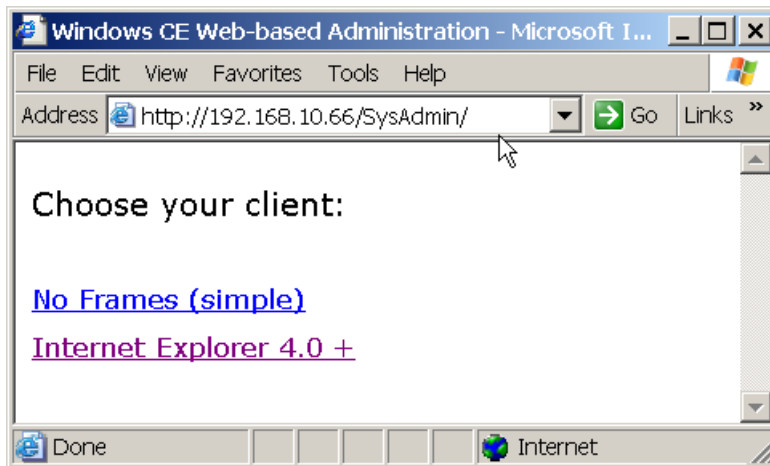 Windows CE Web-based Administration - Microsoft I...
File Edit View Favorites Tools Help
Address http://192.168.10.66/SysAdmin/ Go Links »
Choose your client:
No Frames (simple)
Internet Explorer 4.0 +
Done Internet